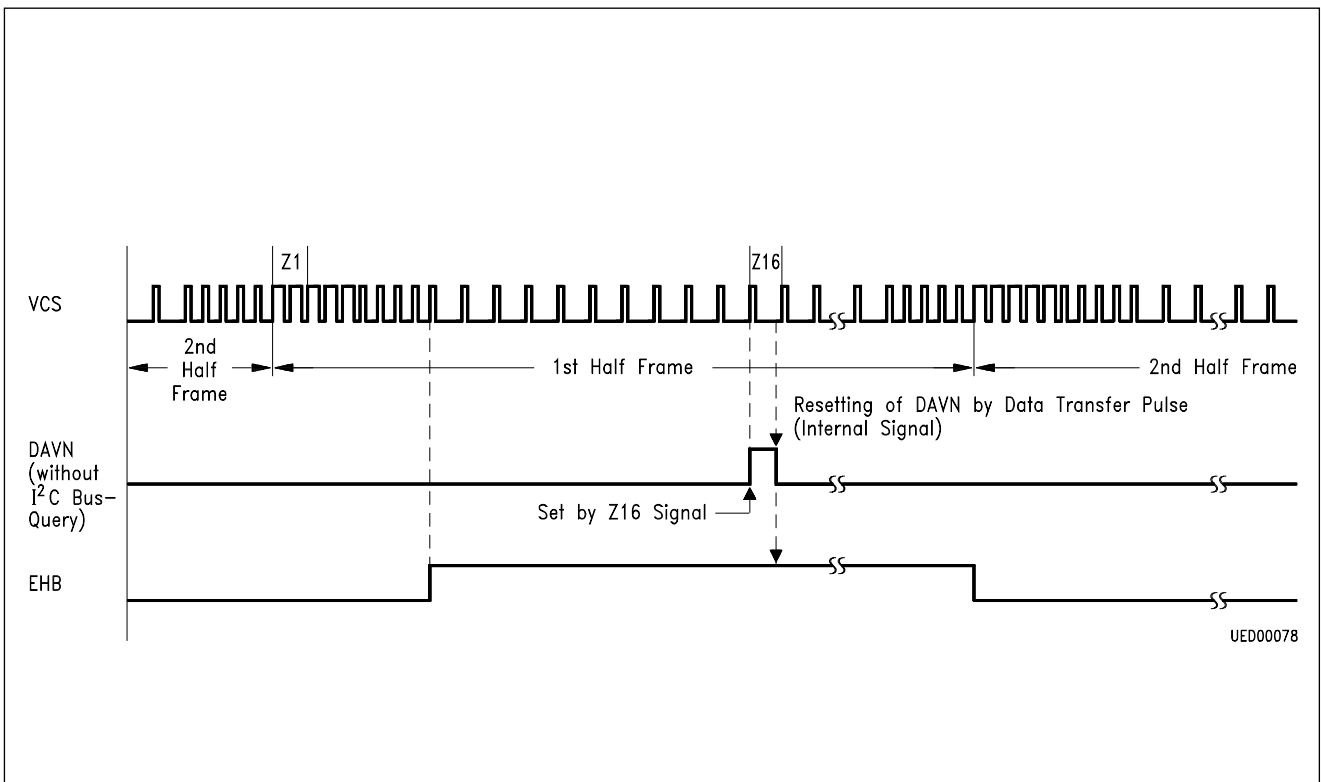 Z1
Z16
VCS
2nd
Half
Frame
1st Half Frame
2nd Half Frame
Resetting of DAVN by Data Transfer Pulse
(Internal Signal)
DAVN
(without
I²C Bus-
Query)
Set by Z16 Signal
EHB
UED00078